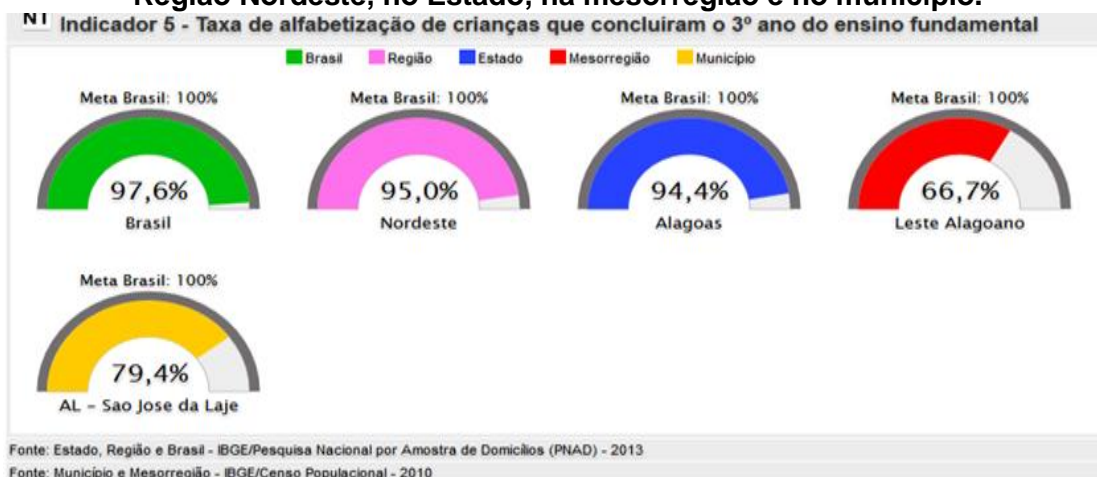 Região Nordeste, no Estado, na mesorregião e no município.
N1 Indicador 5 - Taxa de alfabetização de crianças que concluiram o 3º ano do ensino fundamental
Brasil Região Estado Mesorregião Município
Meta Brasil: 100% Meta Brasil: 100% Meta Brasil: 100% Meta Brasil: 100%
97,6% 95,0% 94,4% 66,7%
Brasil Nordeste Alagoas Leste Alagoano
Meta Brasil: 100%
79,4%
AL - Sao Jose da Laje
Fonte: Estado, Região e Brasil - IBGE/Pesquisa Nacional por Amostra de Domicílios (PNAD) - 2013
Fonte: Município e Mesorregião - IBGE/Censo Populacional - 2010